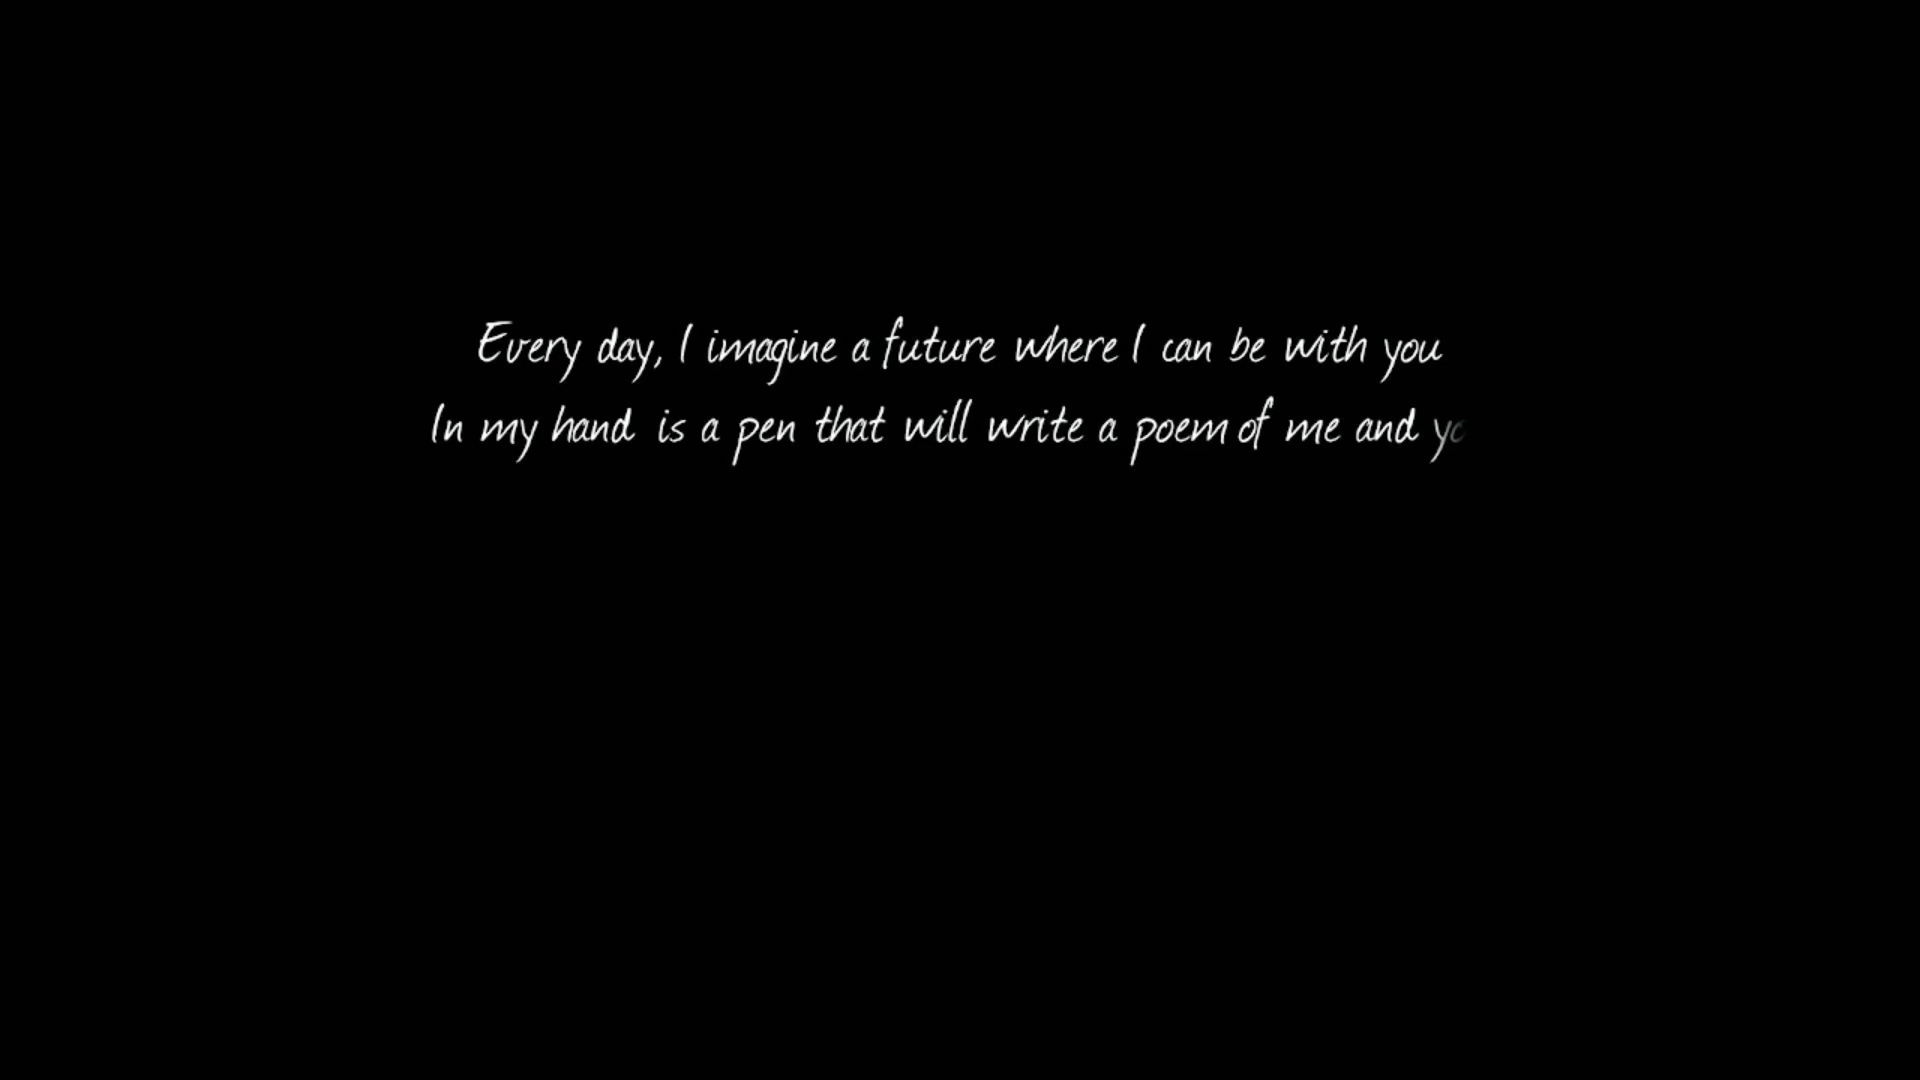 Every day, I imagine a future where I can be with you
In my hand is a pen that will write a poem of me and yo